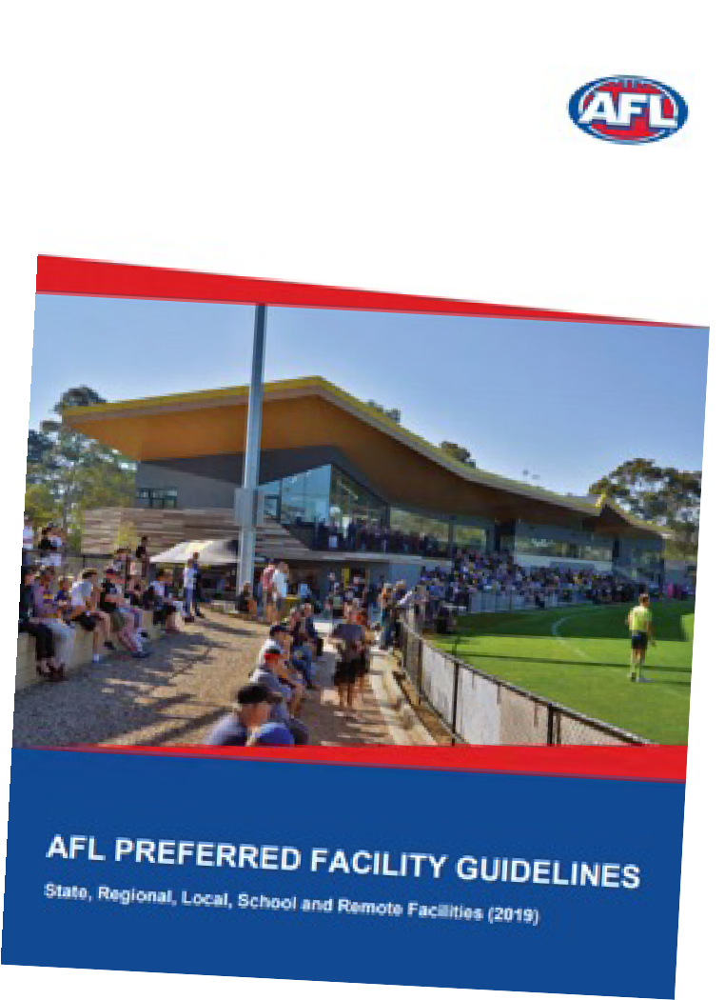 AFL
AFL PREFERRED FACILITY GUIDELINES
State, Regional, Local, School and Remote Facilities (2019)